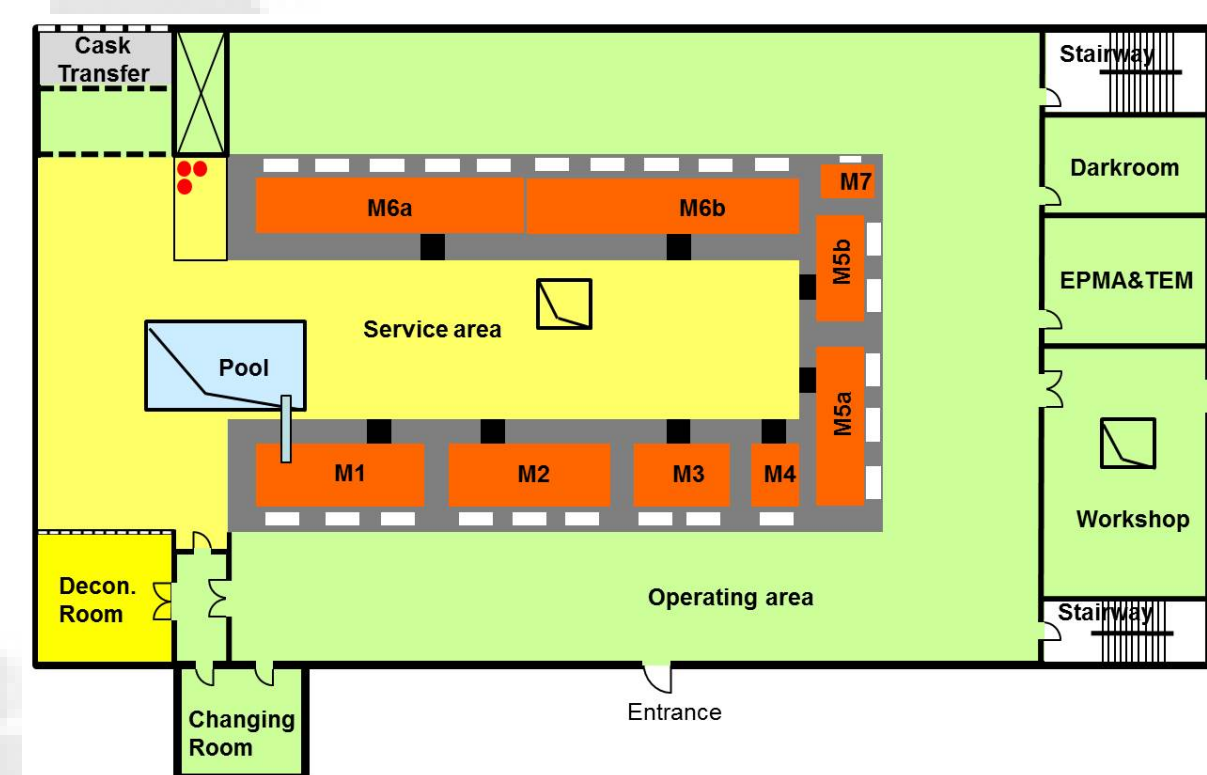 Cask
Transfer
Stairway
Darkroom
M7
M6a
M6b
M5b
EPMA&TEM
Service area
Pool
M5a
M1
M2
M3
M4
Workshop
Decon.
Room
Operating area
Stairway
Changing
Room
Entrance